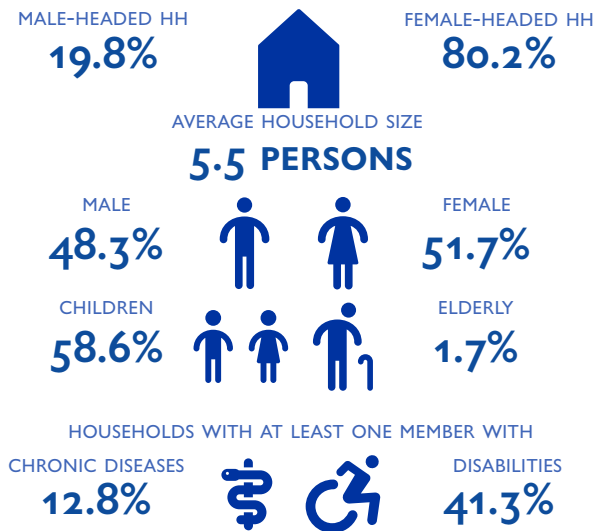 MALE-HEADED HH
19.8%
FEMALE-HEADED HH
80.2%
AVERAGE HOUSEHOLD SIZE
5.5 PERSONS
MALE
48.3%
FEMALE
51.7%
CHILDREN
58.6%
ELDERLY
1.7%
HOUSEHOLDS WITH AT LEAST ONE MEMBER WITH
CHRONIC DISEASES
12.8%
DISABILITIES
41.3%